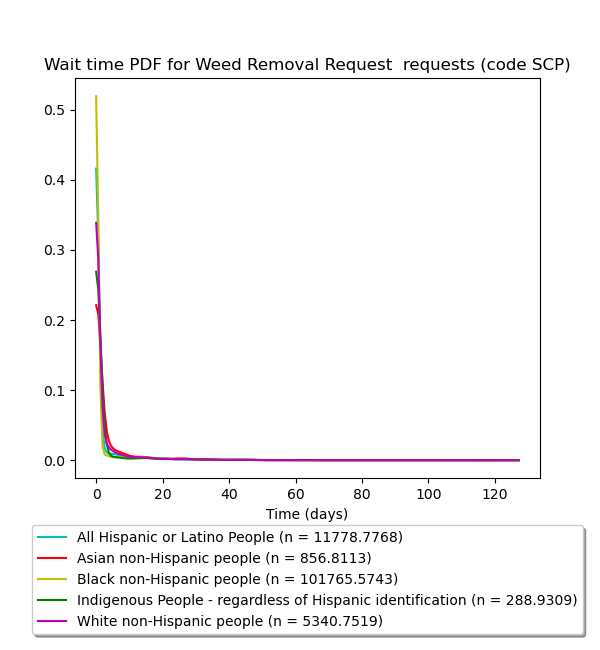 Wait time PDF for Weed Removal Request  requests (code SCP)
0.5
0.4
0.3
0.2
0.1
0.0
0 20 40 60 80 100 120
Time (days)
All Hispanic or Latino People (n = 11778.7768)
Asian non-Hispanic people (n = 856.8113)
Black non-Hispanic people (n = 101765.5743)
Indigenous People - regardless of Hispanic identification (n = 288.9309)
White non-Hispanic people (n = 5340.7519)